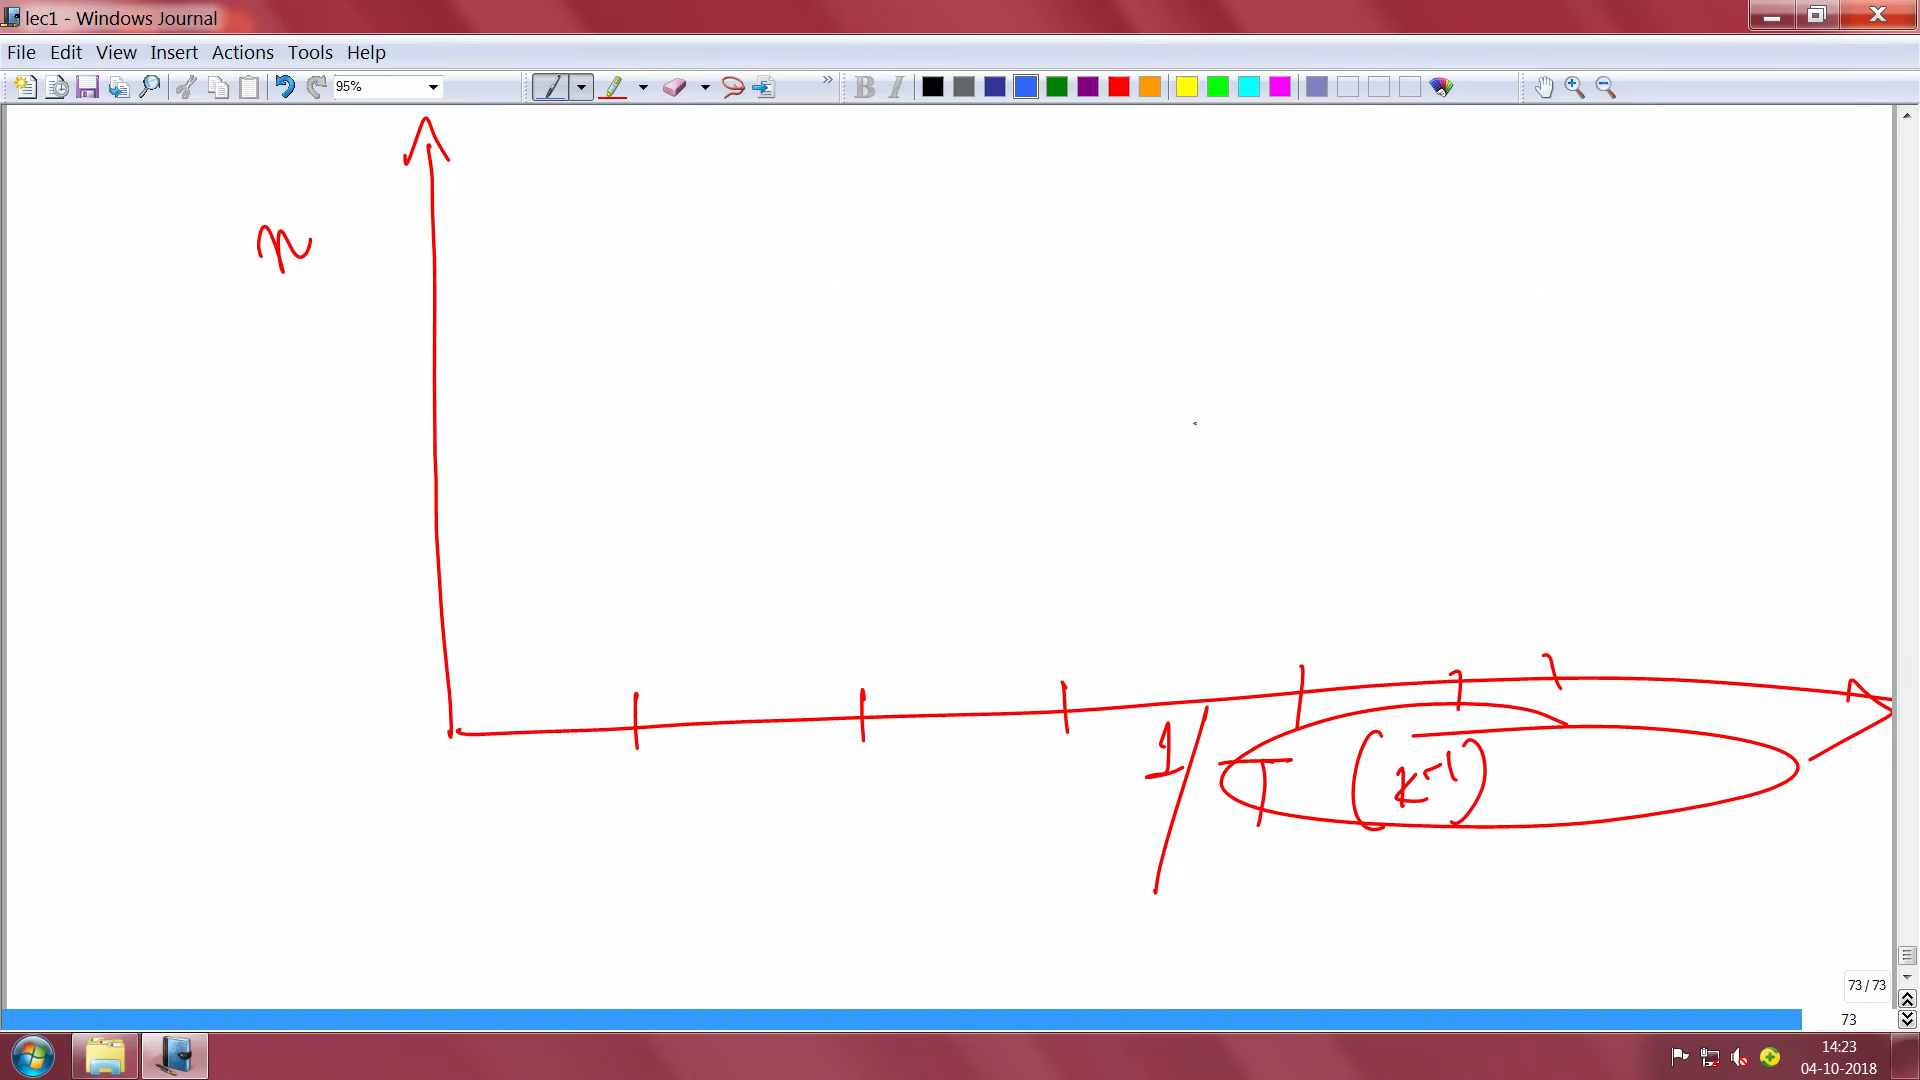 lec1 - Windows Journal
File Edit View Insert Actions Tools Help
95%
B I
n
1/T (K⁻¹)
73 / 73
73
14:23
04-10-2018